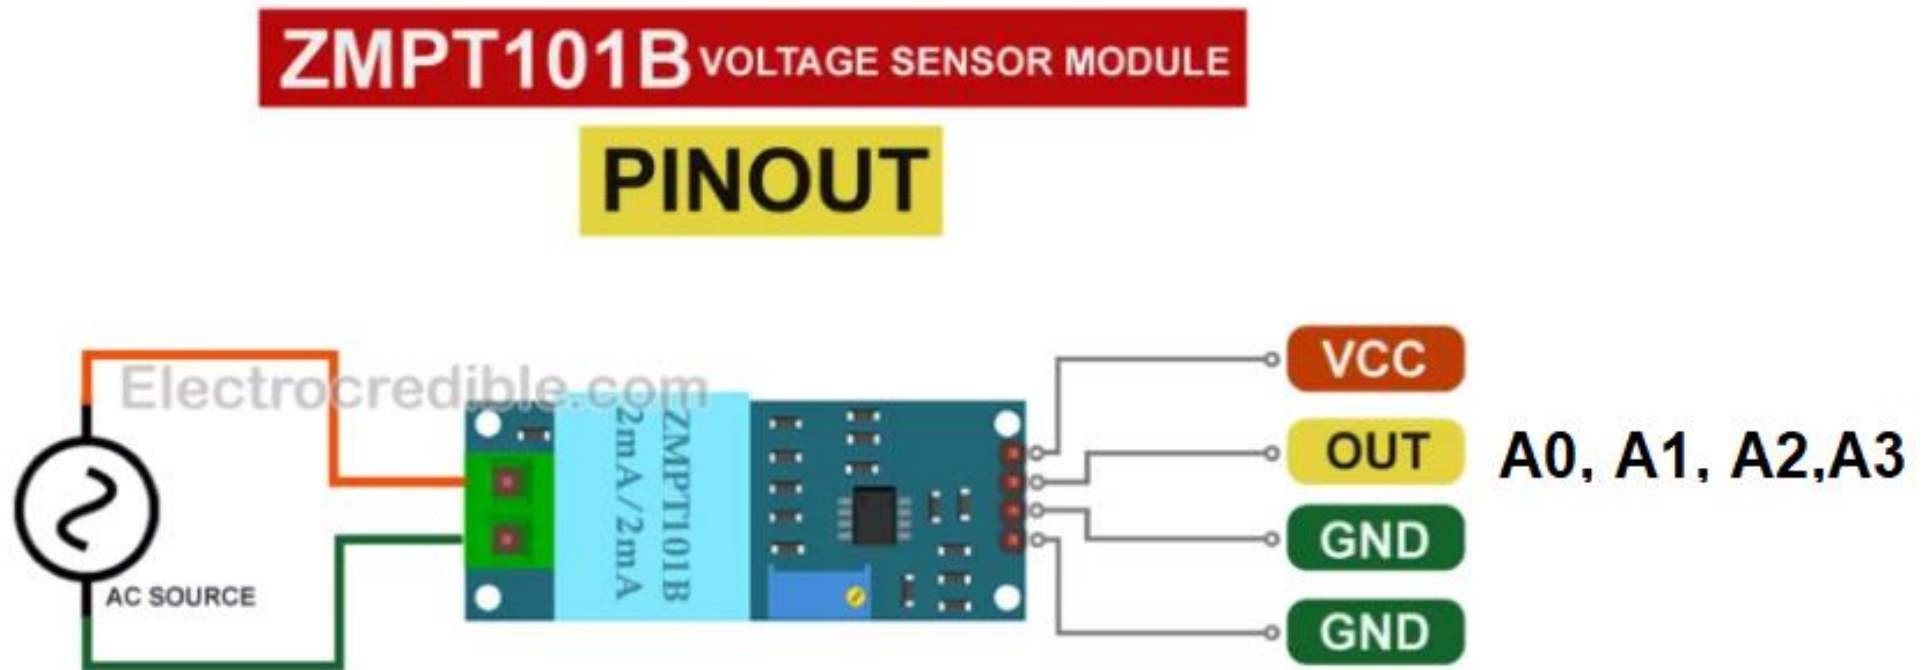 ZMPT101B VOLTAGE SENSOR MODULE
PINOUT
Electrocredible.com
VCC
OUT A0, A1, A2,A3
GND
GND
ZMPT101B
2mA/2mA
AC SOURCE